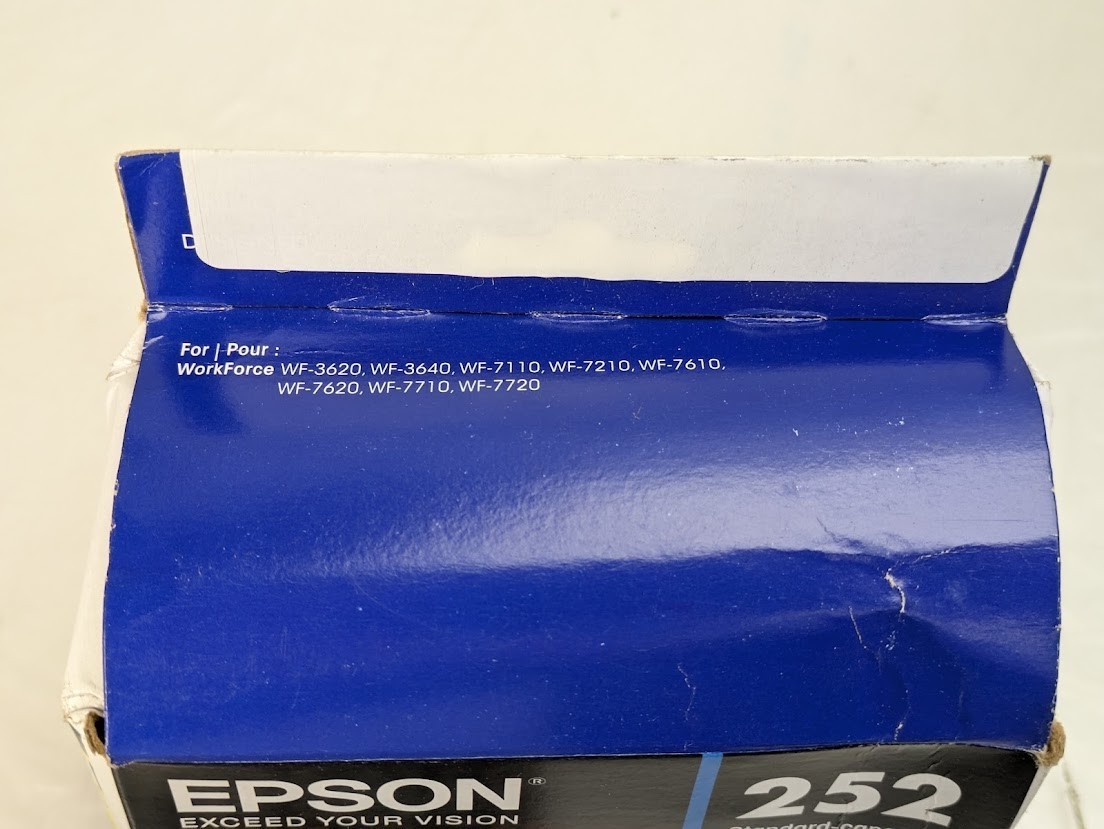 For | Pour :
WorkForce WF-3620, WF-3640, WF-7110, WF-7210, WF-7610,
WF-7620, WF-7710, WF-7720
EPSON® 252
EXCEED YOUR VISION